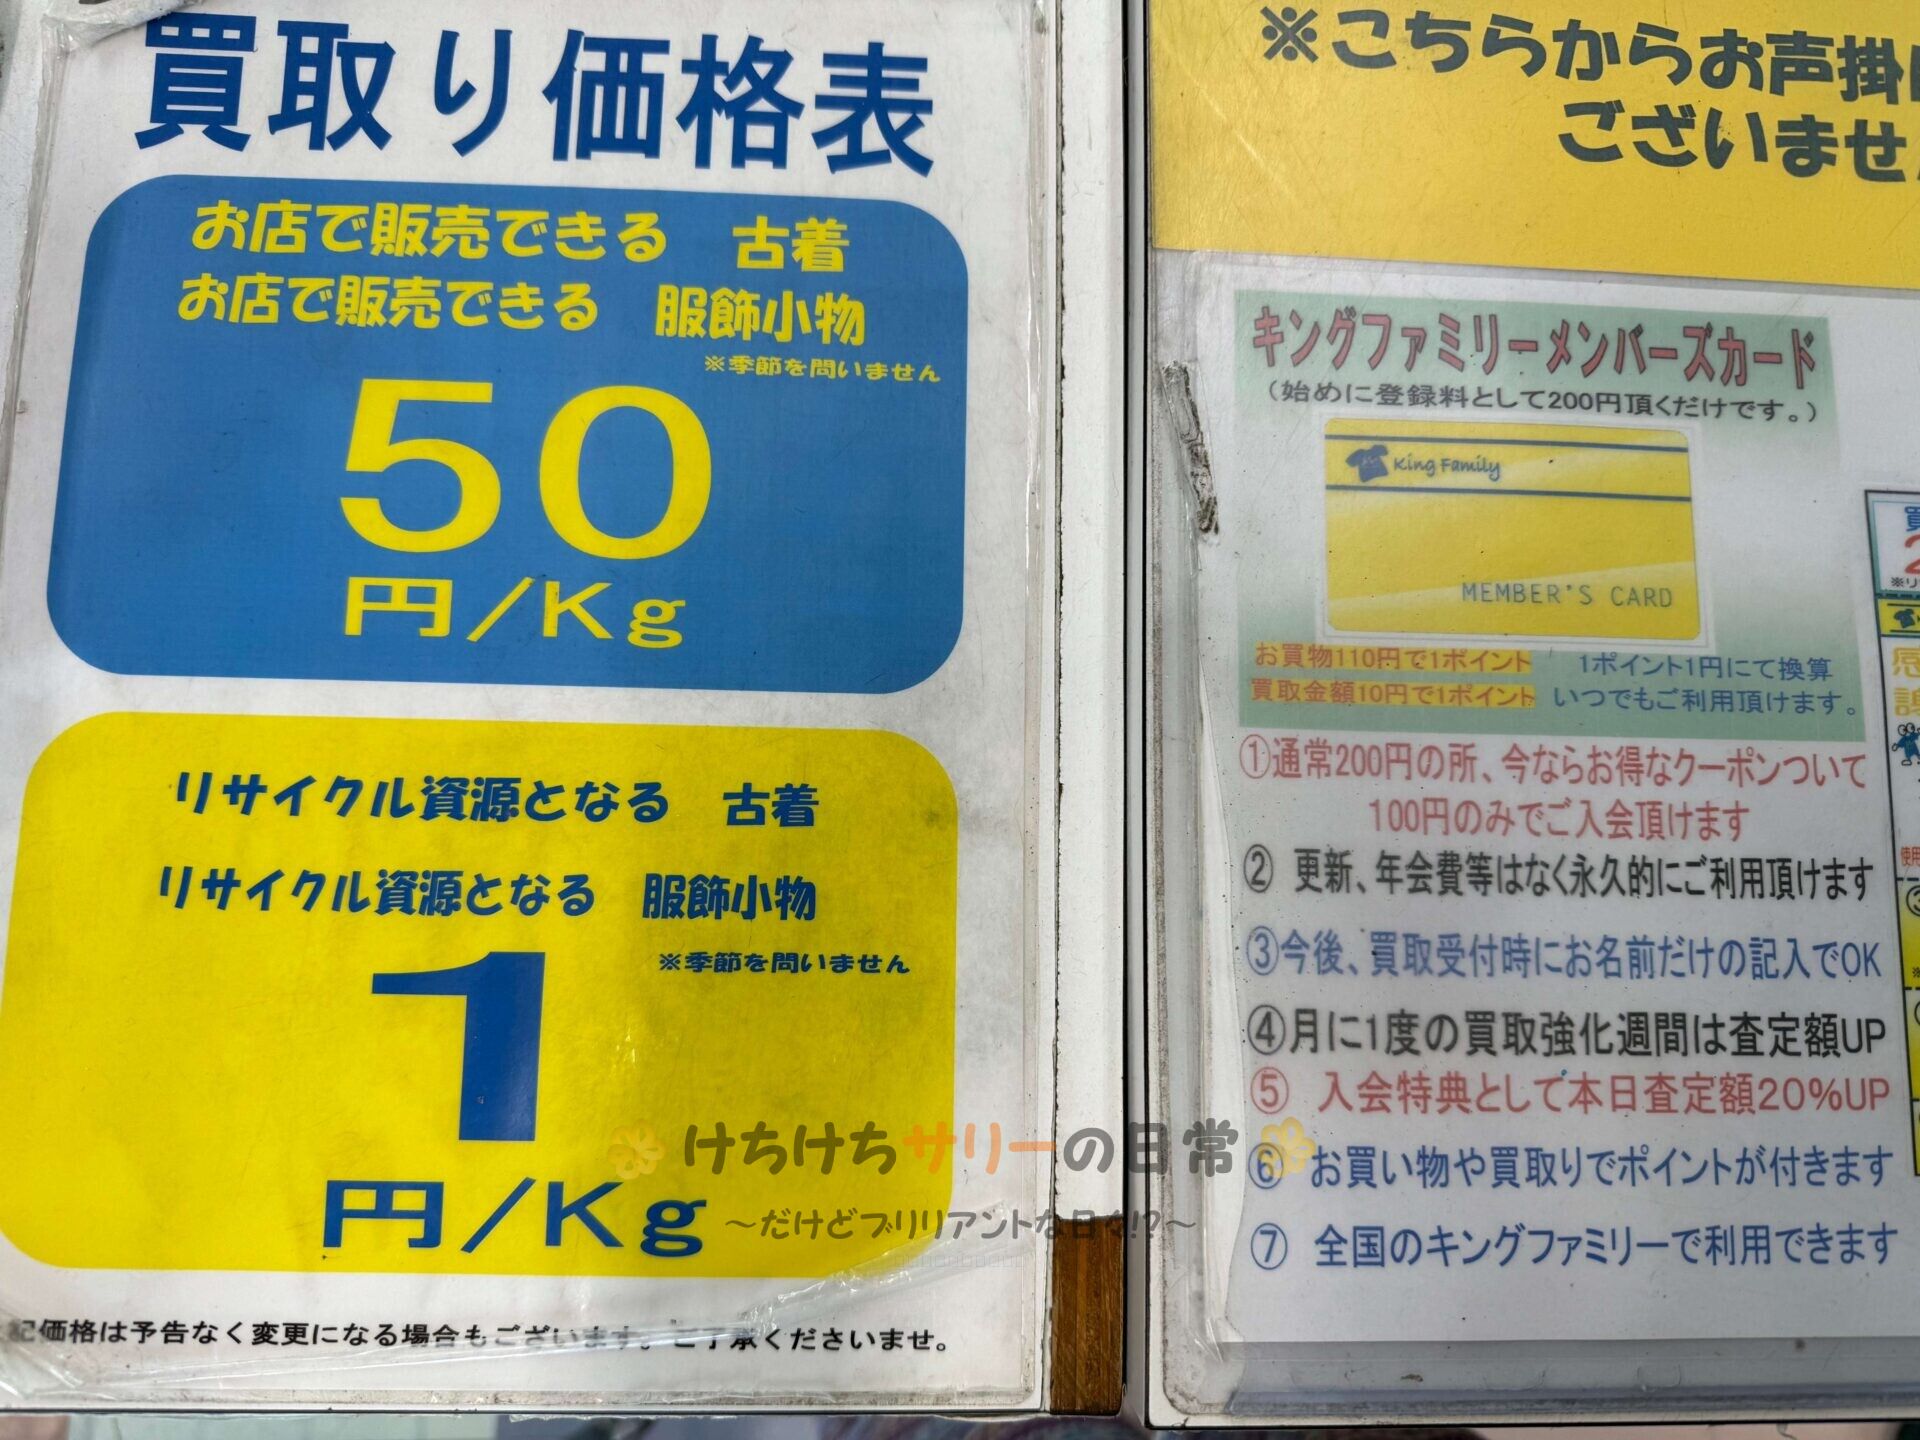 買取り価格表
お店で販売できる 古着
お店で販売できる 服飾小物
※季節を問いません
50
円/Kg
リサイクル資源となる 古着
リサイクル資源となる 服飾小物
※季節を問いません
1
円/Kg
記価格は予告なく変更になる場合もございます。ご了承くださいませ。
※こちらからお声掛
ございませ
キングファミリーメンバーズカード
(始めに登録料として200円頂くだけです。)
King Family
MEMBER'S CARD
お買物110円で1ポイント 1ポイント1円にて換算
買取金額10円で1ポイント いつでもご利用頂けます。
①通常200円の所、今ならお得なクーポンついて
100円のみでご入会頂けます
② 更新、年会費等はなく永久的にご利用頂けます
③今後、買取受付時にお名前だけの記入でOK
④月に1度の買取強化週間は査定額UP
⑤ 入会特典として本日査定額20%UP
⑥ お買い物や買取りでポイントが付きます
⑦ 全国のキングファミリーで利用できます
けちけちサリーの日常
~だけどブリリアントな日々!?~